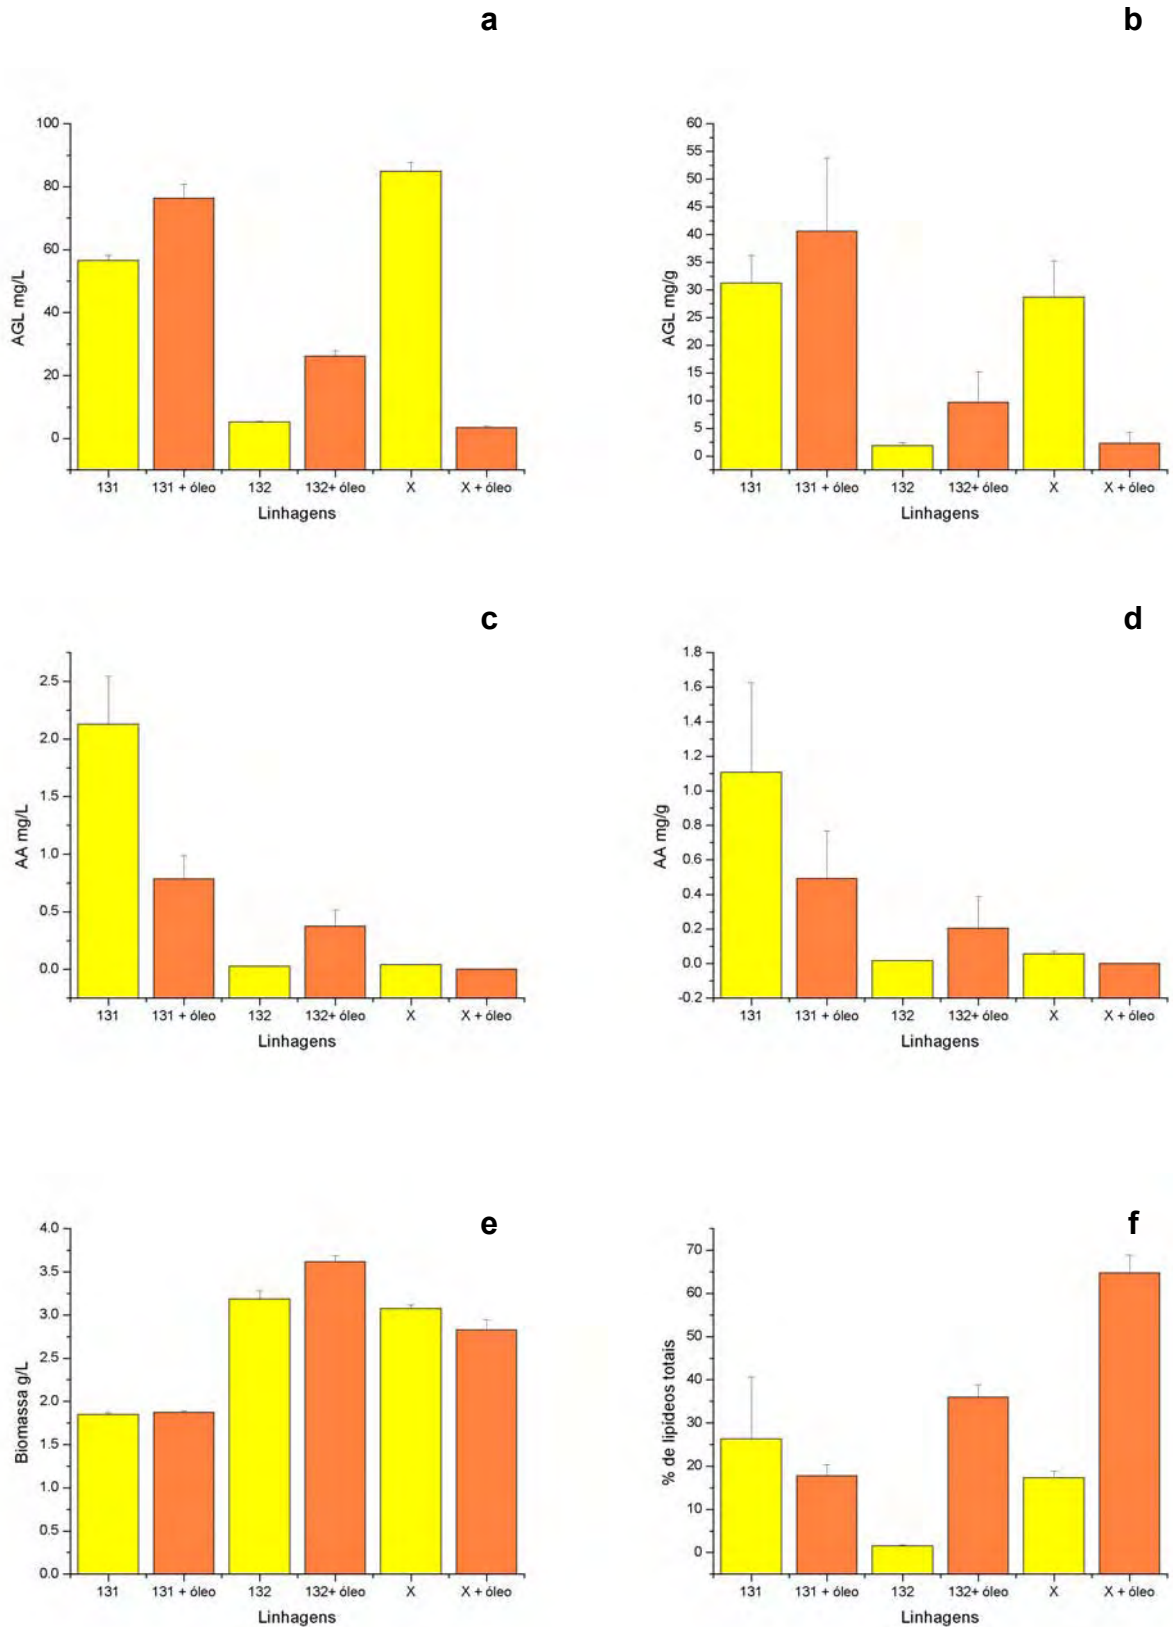 a
b
100
80
60
40
20
0
AGL mg/L
131 131 + óleo 132 132+ óleo X X + óleo
Linhagens
60
55
50
45
40
35
30
25
20
15
10
5
0
AGL mg/g
131 131 + óleo 132 132+ óleo X X + óleo
Linhagens
c
d
2.5
2.0
1.5
1.0
0.5
0.0
AA mg/L
131 131 + óleo 132 132+ óleo X X + óleo
Linhagens
1.8
1.6
1.4
1.2
1.0
0.8
0.6
0.4
0.2
0.0
-0.2
AA mg/g
131 131 + óleo 132 132+ óleo X X + óleo
Linhagens
e
f
4.0
3.5
3.0
2.5
2.0
1.5
1.0
0.5
0.0
Biomassa g/L
131 131 + óleo 132 132+ óleo X X + óleo
Linhagens
70
60
50
40
30
20
10
0
% de lipídeos totais
131 131 + óleo 132 132+ óleo X X + óleo
Linhagens